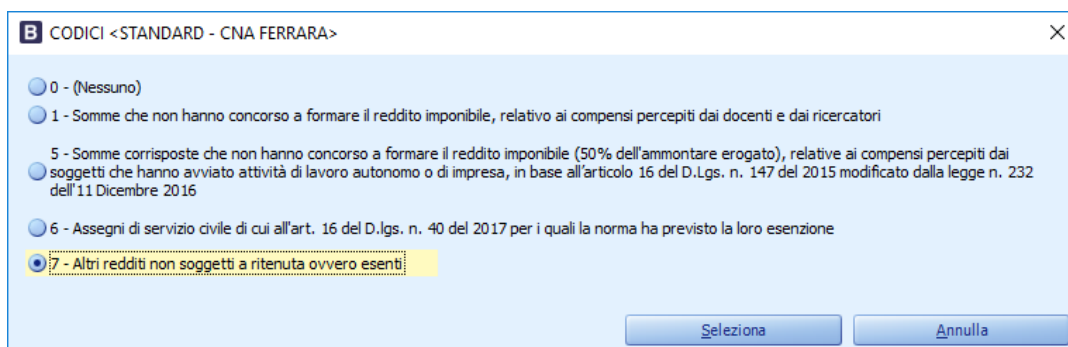 B CODICI <STANDARD - CNA FERRARA>
0 - (Nessuno)
1 - Somme che non hanno concorso a formare il reddito imponibile, relativo ai compensi percepiti dai docenti e dai ricercatori
5 - Somme corrisposte che non hanno concorso a formare il reddito imponibile (50% dell'ammontare erogato), relative ai compensi percepiti dai
soggetti che hanno avviato attività di lavoro autonomo o di impresa, in base all'articolo 16 del D.Lgs. n. 147 del 2015 modificato dalla legge n. 232
dell'11 Dicembre 2016
6 - Assegni di servizio civile di cui all'art. 16 del D.lgs. n. 40 del 2017 per i quali la norma ha previsto la loro esenzione
7 - Altri redditi non soggetti a ritenuta ovvero esenti
Seleziona Annulla